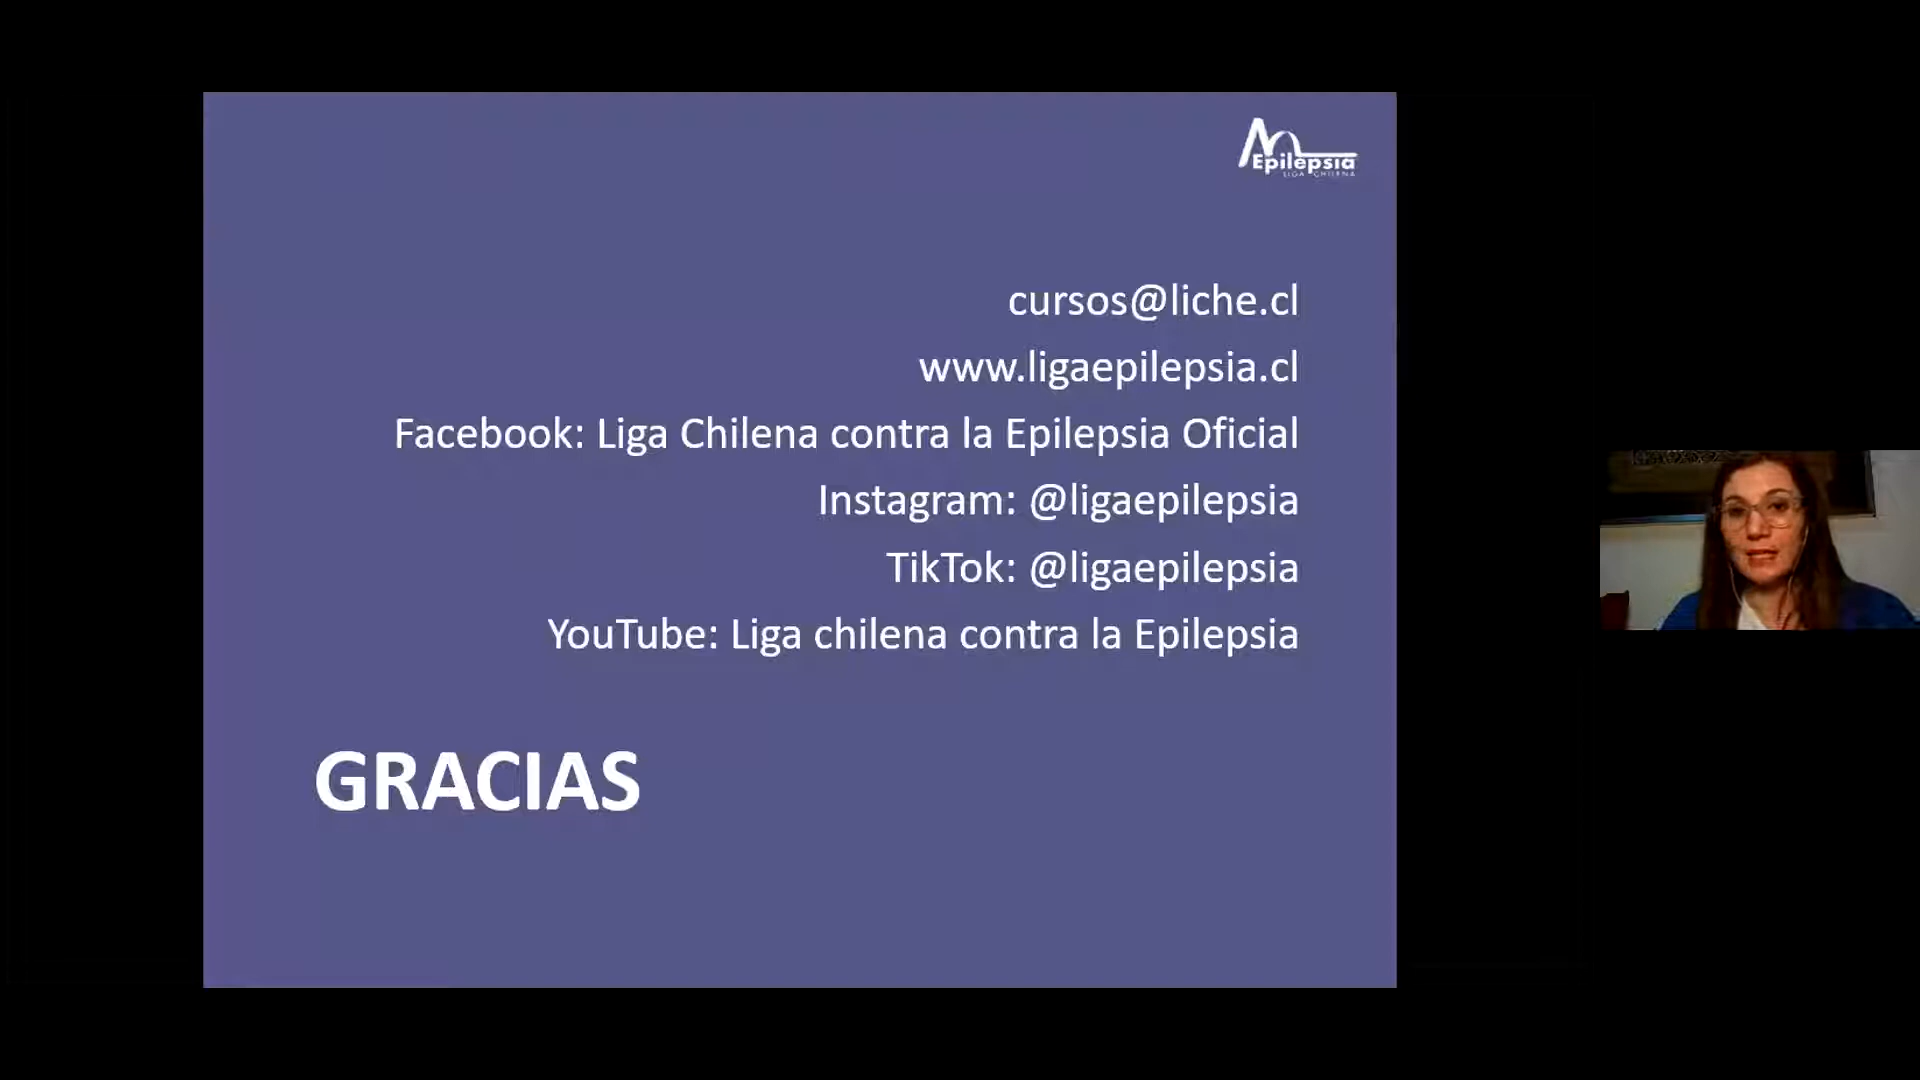 Epilepsia
LIGA CHILENA
cursos@liche.cl
www.ligaepilepsia.cl
Facebook: Liga Chilena contra la Epilepsia Oficial
Instagram: @ligaepilepsia
TikTok: @ligaepilepsia
YouTube: Liga chilena contra la Epilepsia
GRACIAS